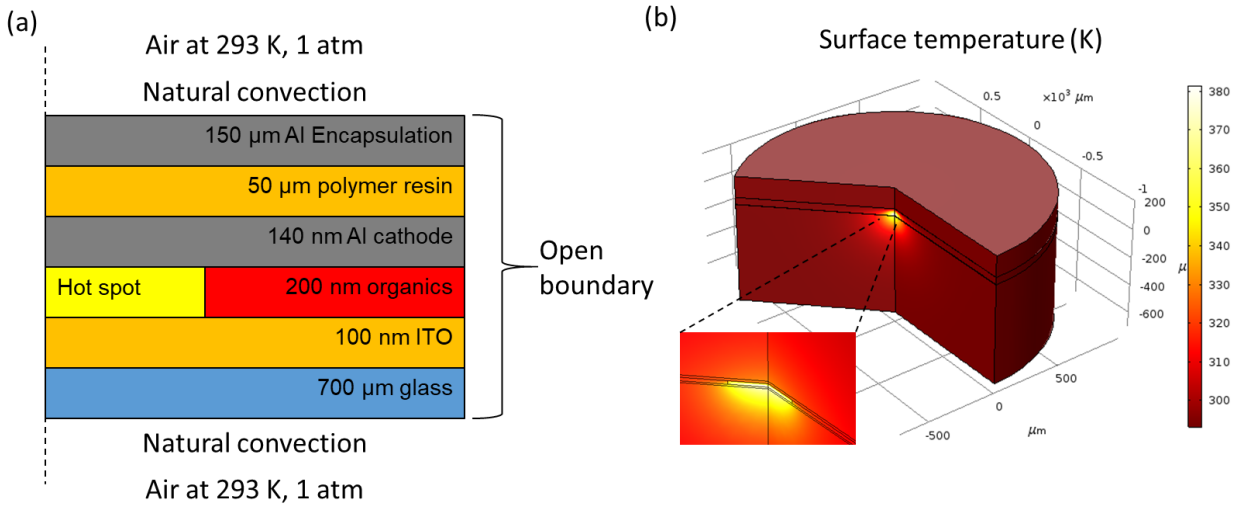 (a)
Air at 293 K, 1 atm
Natural convection
150 µm Al Encapsulation
50 µm polymer resin
140 nm Al cathode
Hot spot
200 nm organics
100 nm ITO
700 µm glass
Open
boundary
Natural convection
Air at 293 K, 1 atm
(b)
Surface temperature (K)
0.5
×10³ µm
0
-0.5
-1
200
0
-200
-400
-600
µ
500
0
µm
-500
380
370
360
350
340
330
320
310
300